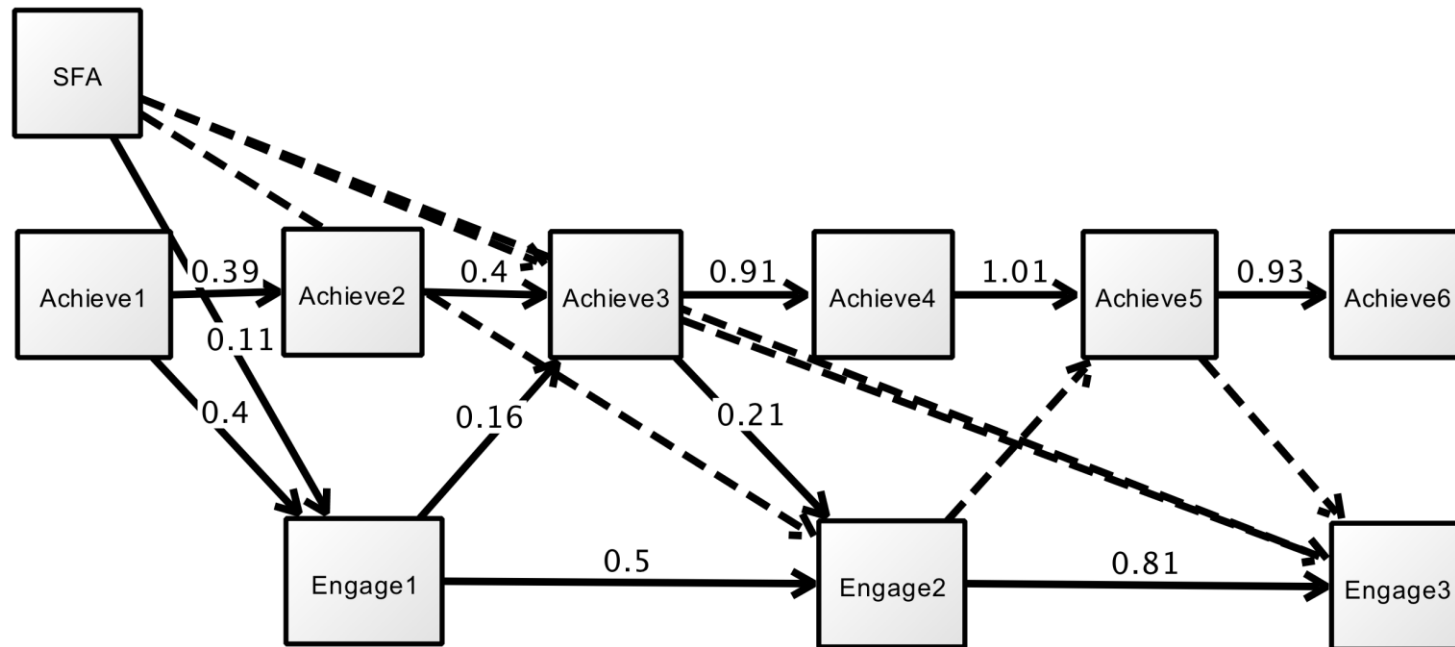 SFA
Achieve1
0.39
Achieve2
0.4
Achieve3
0.91
Achieve4
1.01
Achieve5
0.93
Achieve6
0.11
0.4
0.16
0.21
Engage1
0.5
Engage2
0.81
Engage3